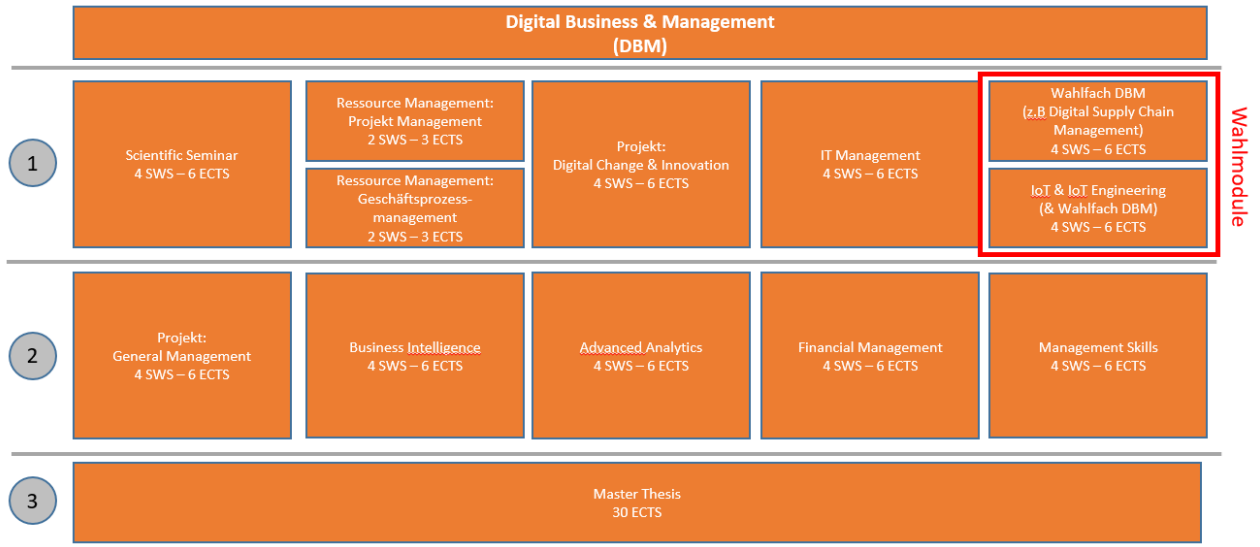 Digital Business & Management
(DBM)
1
Scientific Seminar
4 SWS – 6 ECTS
Ressource Management:
Projekt Management
2 SWS – 3 ECTS
Ressource Management:
Geschäftsprozess-
management
2 SWS – 3 ECTS
Projekt:
Digital Change & Innovation
4 SWS – 6 ECTS
IT Management
4 SWS – 6 ECTS
Wahlfach DBM
(z.B Digital Supply Chain
Management)
4 SWS – 6 ECTS
IoT & IoT Engineering
(& Wahlfach DBM)
4 SWS – 6 ECTS
Wahlmodule
2
Projekt:
General Management
4 SWS – 6 ECTS
Business Intelligence
4 SWS – 6 ECTS
Advanced Analytics
4 SWS – 6 ECTS
Financial Management
4 SWS – 6 ECTS
Management Skills
4 SWS – 6 ECTS
3
Master Thesis
30 ECTS